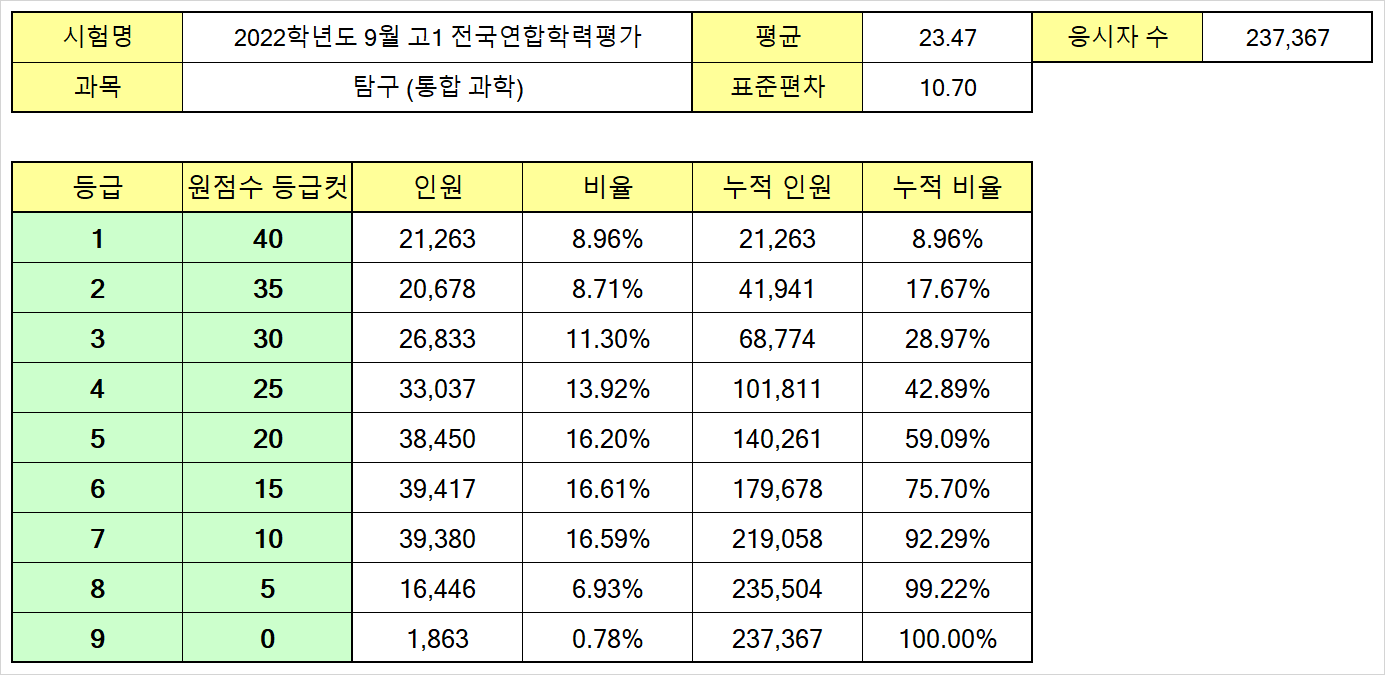 시험명 2022학년도 9월 고1 전국연합학력평가 평균 23.47 응시자 수 237,367
과목 탐구 (통합 과학) 표준편차 10.70
등급 원점수 등급컷 인원 비율 누적 인원 누적 비율
1 40 21,263 8.96% 21,263 8.96%
2 35 20,678 8.71% 41,941 17.67%
3 30 26,833 11.30% 68,774 28.97%
4 25 33,037 13.92% 101,811 42.89%
5 20 38,450 16.20% 140,261 59.09%
6 15 39,417 16.61% 179,678 75.70%
7 10 39,380 16.59% 219,058 92.29%
8 5 16,446 6.93% 235,504 99.22%
9 0 1,863 0.78% 237,367 100.00%